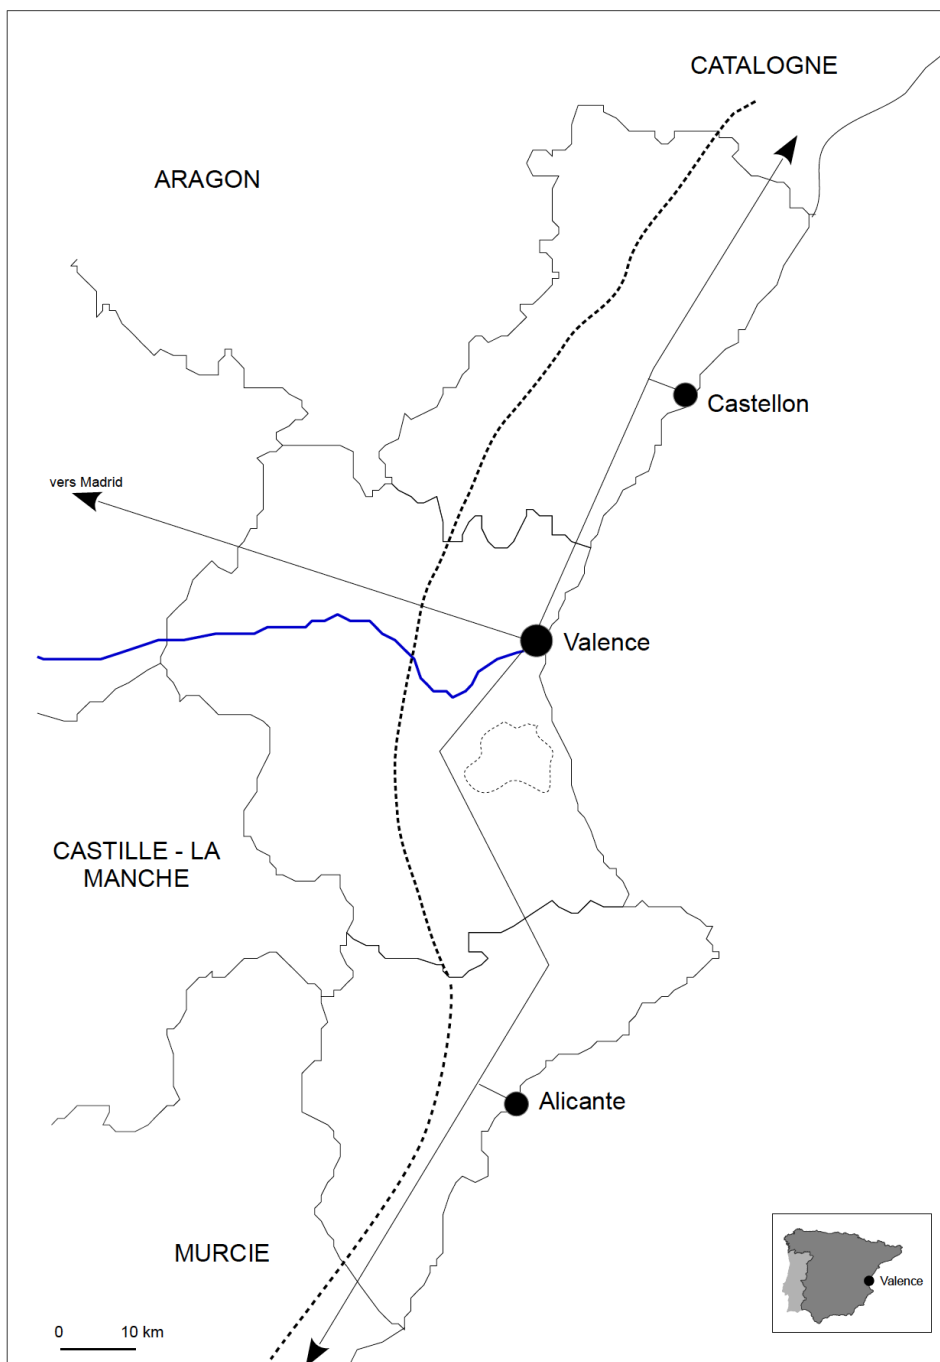 CATALOGNE
ARAGON
Castellon
vers Madrid
Valence
CASTILLE - LA
MANCHE
Alicante
MURCIE
Valence
0 10 km